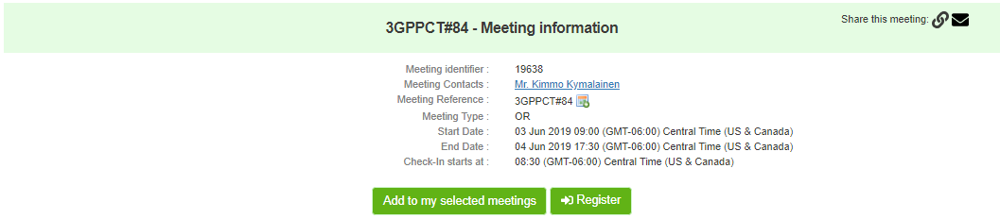 Share this meeting:
3GPPCT#84 - Meeting information
Meeting identifier : 19638
Meeting Contacts : Mr. Kimmo Kymalainen
Meeting Reference : 3GPPCT#84
Meeting Type : OR
Start Date : 03 Jun 2019 09:00 (GMT-06:00) Central Time (US & Canada)
End Date : 04 Jun 2019 17:30 (GMT-06:00) Central Time (US & Canada)
Check-In starts at : 08:30 (GMT-06:00) Central Time (US & Canada)
Add to my selected meetings Register